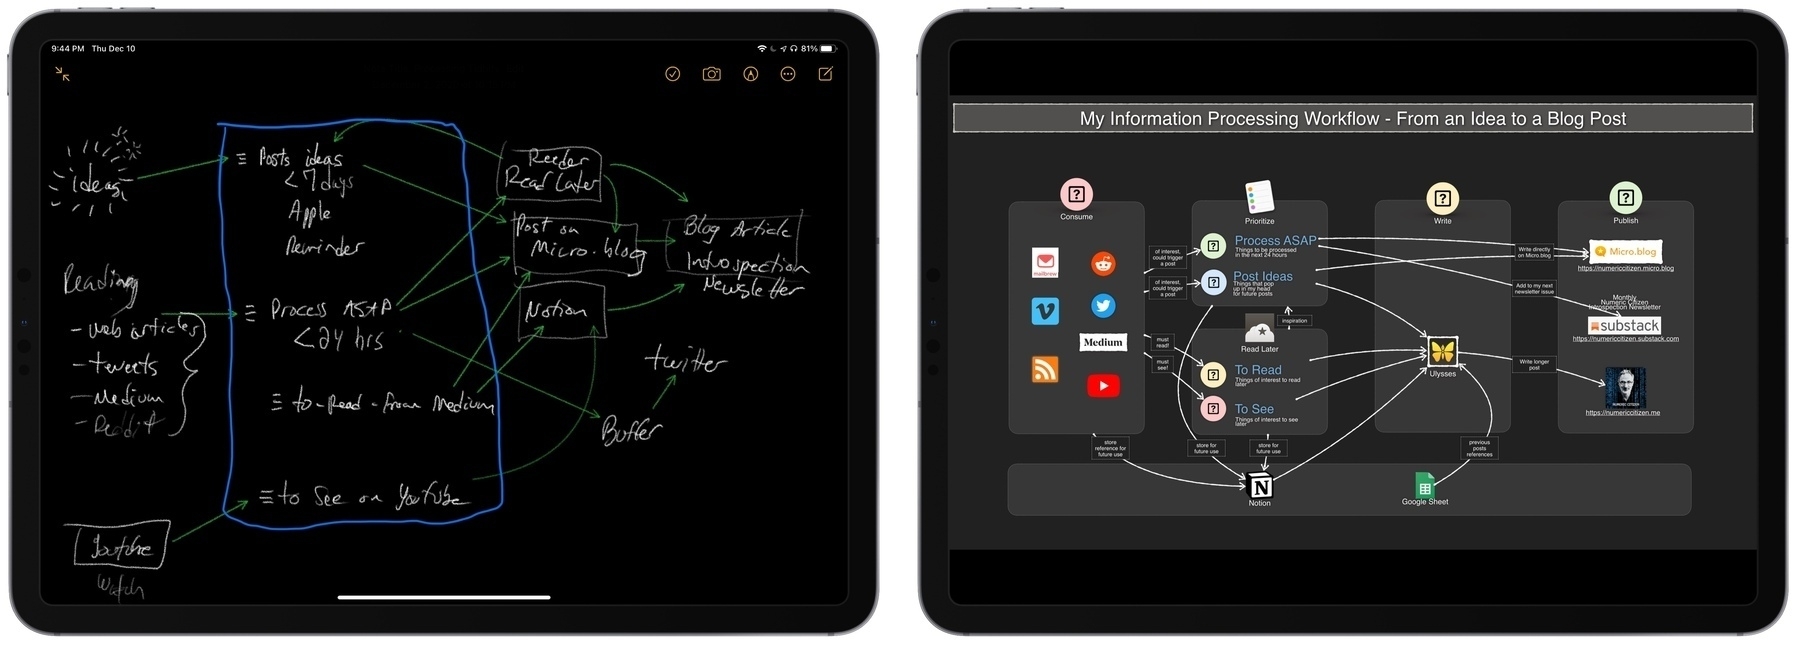 9:44 PM Thu Dec 10
81%
ideas
Posts ideas
<7 days
Apple
Reminder
Reading
- web articles
- tweets
- Medium
- Reddit
Process ASAP
<24 hrs
to-Read-from Medium
to See on YouTube
Youtube
Watch
Reeder
Read Later
Post on
Micro.blog
Notion
Blog Article
Introspection
Newsletter
twitter
Buffer
My Information Processing Workflow - From an Idea to a Blog Post
Consume
mailbrew
Medium
Prioritize
Process ASAP
Things to be processed
in the next 24 hours
Post Ideas
Things that pop
up in my head
for future posts
of interest,
could trigger
a post
of interest,
could trigger
a post
inspiration
Read Later
must
read!
must
see!
To Read
Things of interest to read
later
To See
Things of interest to see
later
store
reference for
future use
store for
future use
store for
future use
N
Notion
Write
Ulysses
previous
posts
references
Google Sheet
Write directly
on Micro.blog
Add to my next
newsletter issue
Write longer
post
Publish
Micro.blog
https://numericcitizen.micro.blog
Monthly
Numeric Citizen
Introspection Newsletter
substack
https://numericcitizen.substack.com
NUMERIC CITIZEN
https://numericcitizen.me